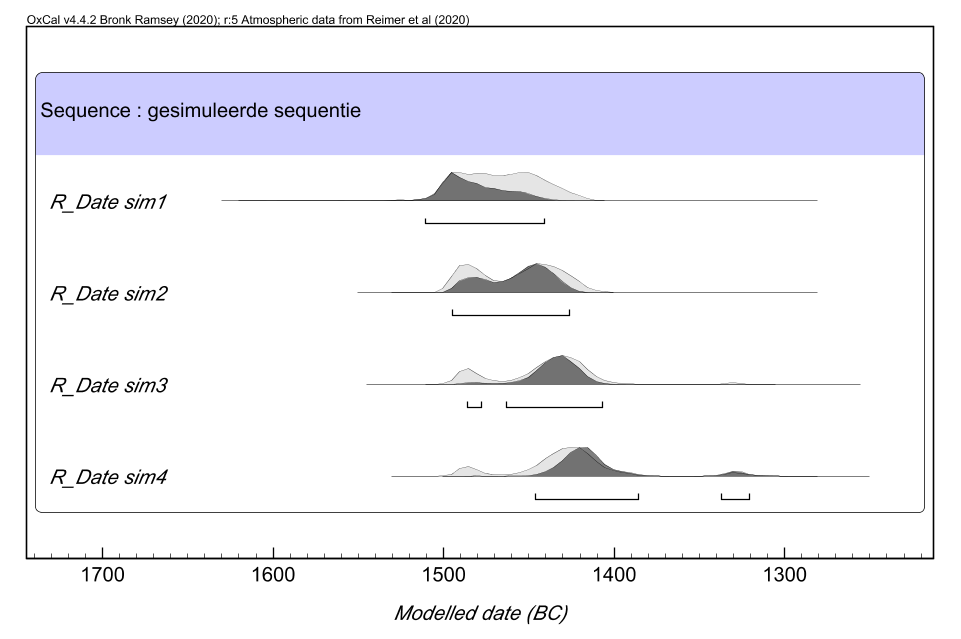 OxCal v4.4.2 Bronk Ramsey (2020); r:5 Atmospheric data from Reimer et al (2020)
Sequence : gesimuleerde sequentie
R_Date sim1
R_Date sim2
R_Date sim3
R_Date sim4
1700 1600 1500 1400 1300
Modelled date (BC)